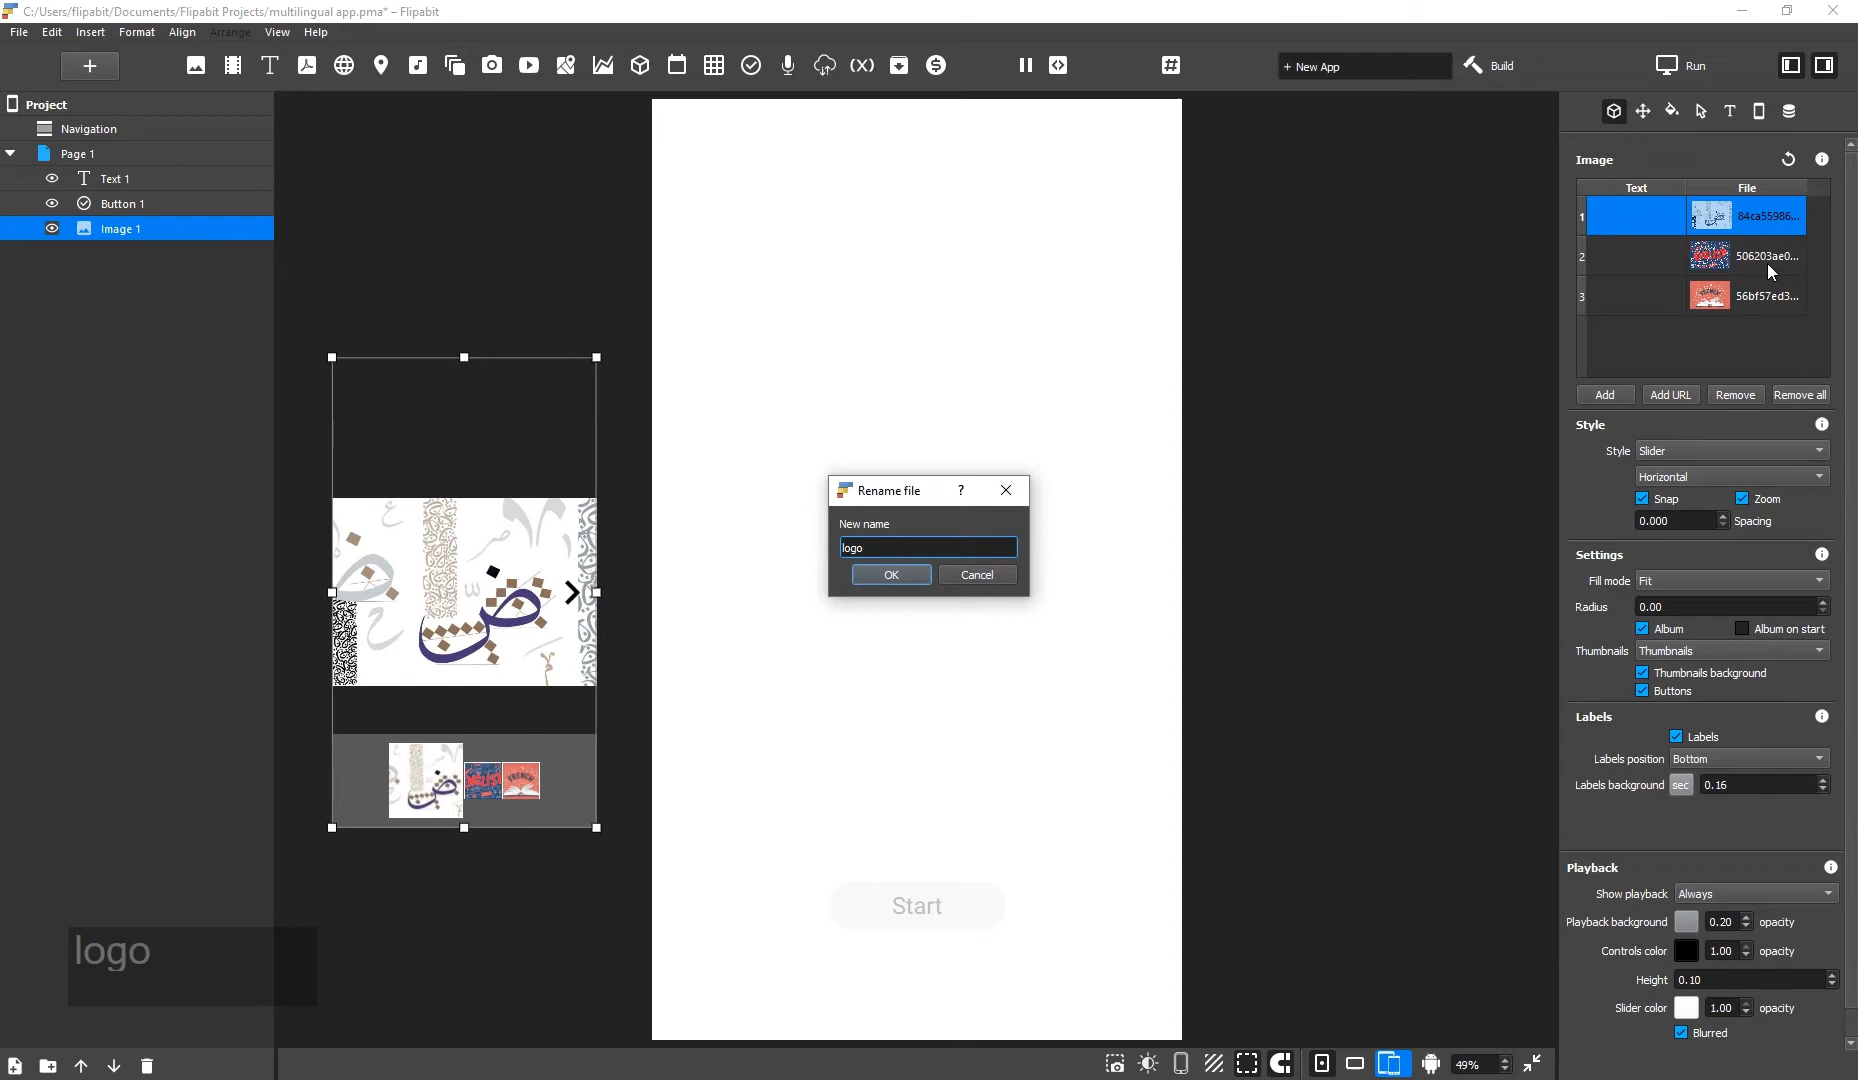 C:/Users/flipabit/Documents/Flipabit Projects/multilingual app.pma* – Flipabit
File Edit Insert Format Align Arrange View Help
+ New App
Build
Run
Project
Navigation
Page 1
Text 1
Button 1
Image 1
Image
Text File
1 84ca55986...
2 506203ae0...
3 56bf57ed3...
Add Add URL Remove Remove all
Style
Style Slider
Horizontal
Snap Zoom
0.000 Spacing
Settings
Fill mode Fit
Radius 0.00
Album Album on start
Thumbnails Thumbnails
Thumbnails background
Buttons
Labels
Labels
Labels position Bottom
Labels background sec 0.16
Playback
Show playback Always
Playback background 0.20 opacity
Controls color 1.00 opacity
Height 0.10
Slider color 1.00 opacity
Blurred
Rename file
New name
logo
OK Cancel
ض
FRENCH
Start
logo
49%